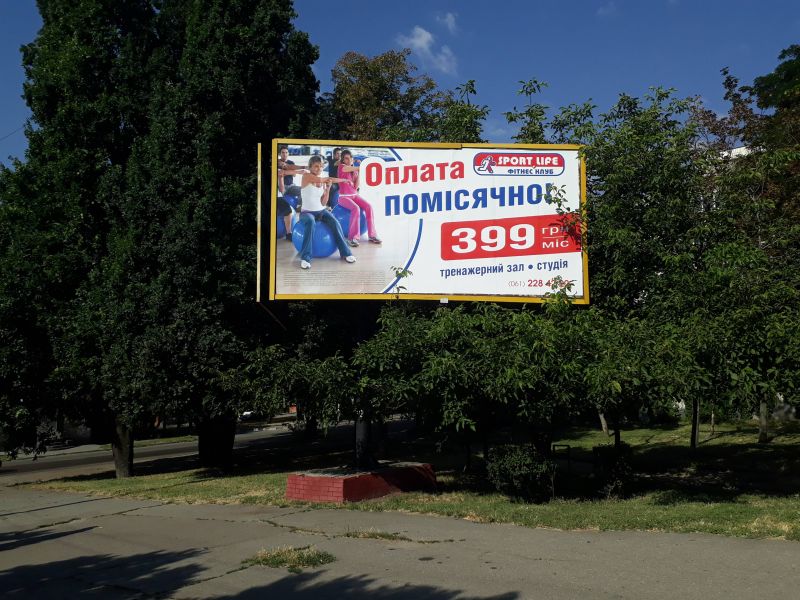 Оплата
SPORT LIFE
ФІТНЕС КЛУБ
помісячно!
399 грн
міс
тренажерний зал • студія
(061) 228